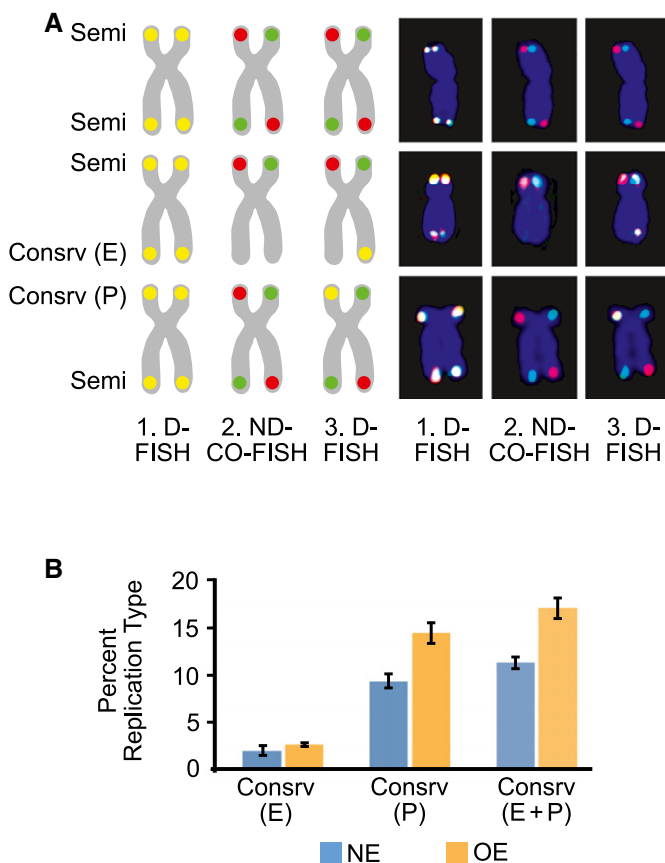 A
Semi
Semi
Semi
Consrv (E)
Consrv (P)
Semi
1. D-
FISH
2. ND-
CO-FISH
3. D-
FISH
1. D-
FISH
2. ND-
CO-FISH
3. D-
FISH
B
Percent
Replication Type
20
15
10
5
0
Consrv
(E)
Consrv
(P)
Consrv
(E+P)
NE
OE